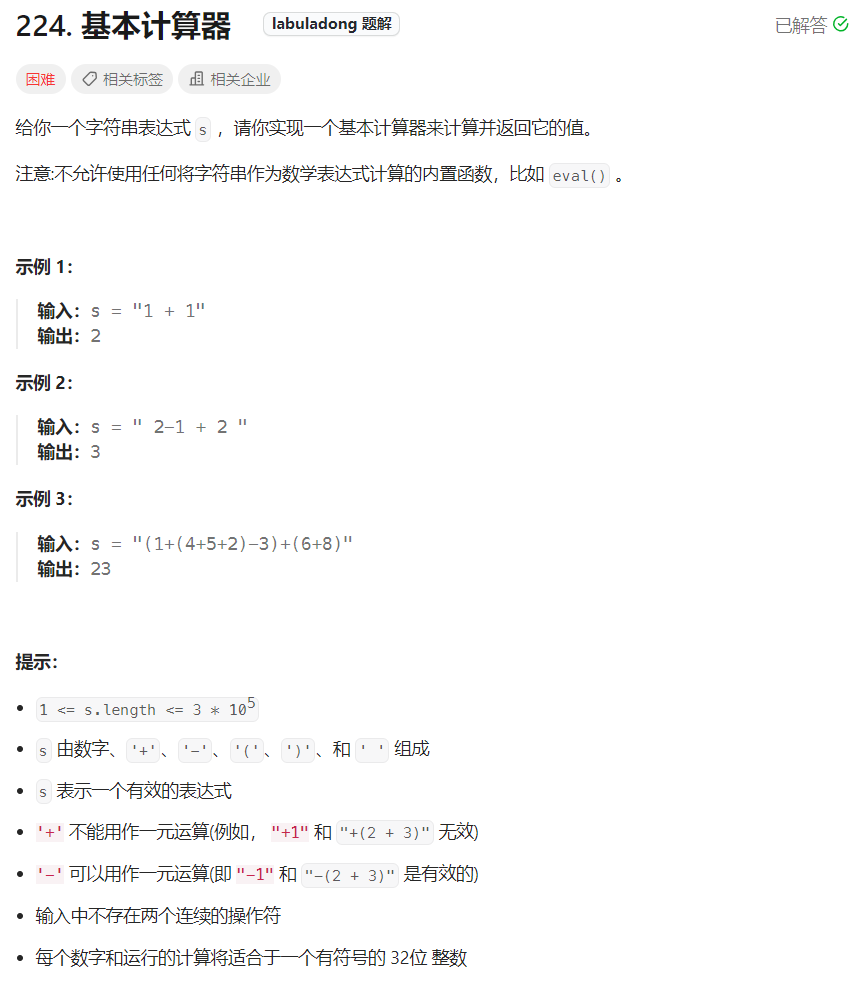 224. 基本计算器 labuladong 题解 已解答
困难 相关标签 相关企业
给你一个字符串表达式 s ，请你实现一个基本计算器来计算并返回它的值。
注意:不允许使用任何将字符串作为数学表达式计算的内置函数，比如 eval() 。
示例 1：
输入：s = "1 + 1"
输出：2
示例 2：
输入：s = " 2-1 + 2 "
输出：3
示例 3：
输入：s = "(1+(4+5+2)-3)+(6+8)"
输出：23
提示：
• 1 <= s.length <= 3 * 10⁵
• s 由数字、'+'、'-'、'('、')'、和 ' ' 组成
• s 表示一个有效的表达式
• '+' 不能用作一元运算(例如， "+1" 和 "+(2 + 3)" 无效)
• '-' 可以用作一元运算(即 "-1" 和 "-(2 + 3)" 是有效的)
• 输入中不存在两个连续的操作符
• 每个数字和运行的计算将适合于一个有符号的 32位 整数